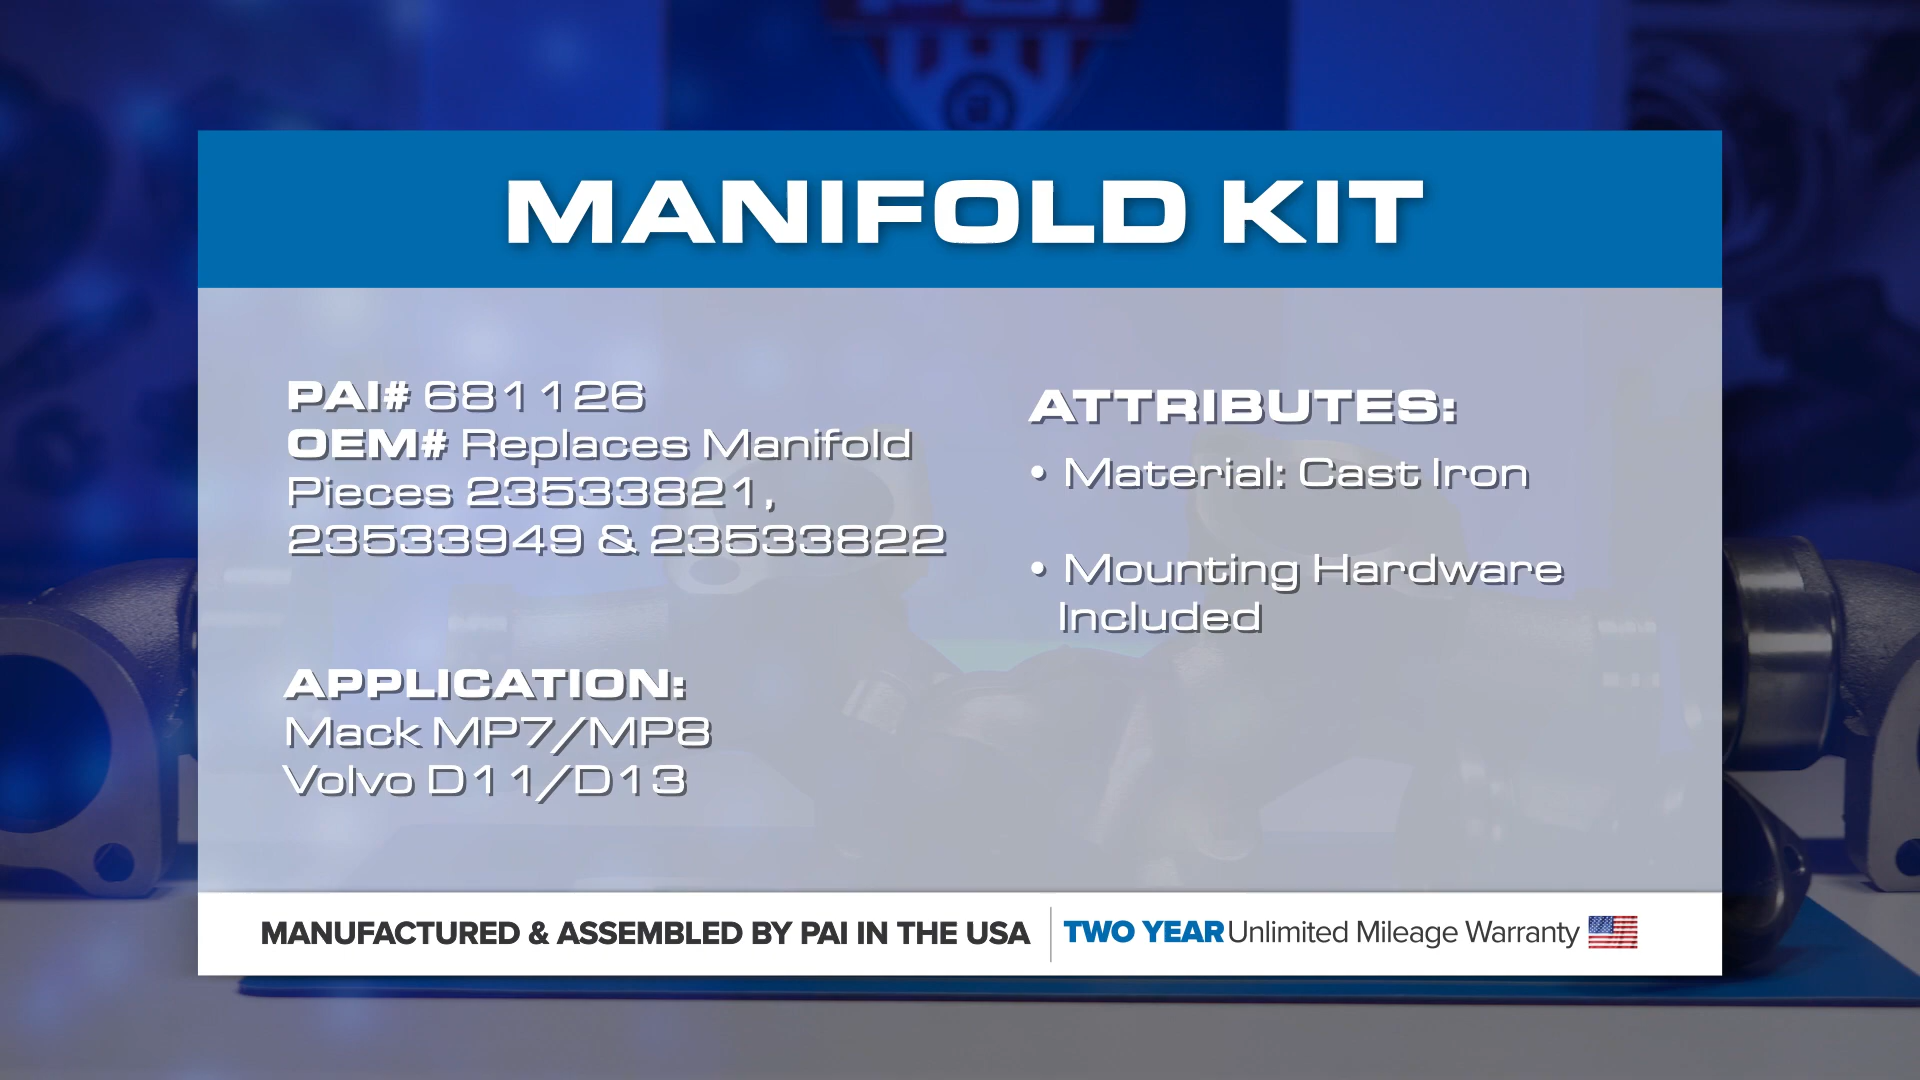 MANIFOLD KIT
PAI# 681126
OEM# Replaces Manifold
Pieces 23533821,
23533949 & 23533822
APPLICATION:
Mack MP7/MP8
Volvo D11/D13
ATTRIBUTES:
• Material: Cast Iron
• Mounting Hardware
Included
MANUFACTURED & ASSEMBLED BY PAI IN THE USA
TWO YEAR Unlimited Mileage Warranty